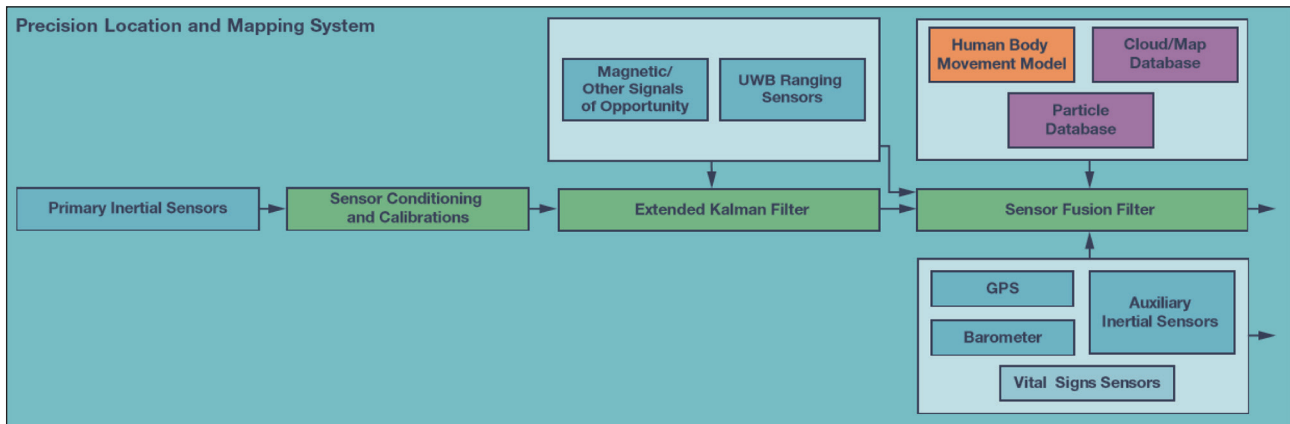 Precision Location and Mapping System
Magnetic/
Other Signals
of Opportunity
UWB Ranging
Sensors
Human Body
Movement Model
Cloud/Map
Database
Particle
Database
Primary Inertial Sensors
Sensor Conditioning
and Calibrations
Extended Kalman Filter
Sensor Fusion Filter
GPS
Barometer
Auxiliary
Inertial Sensors
Vital Signs Sensors